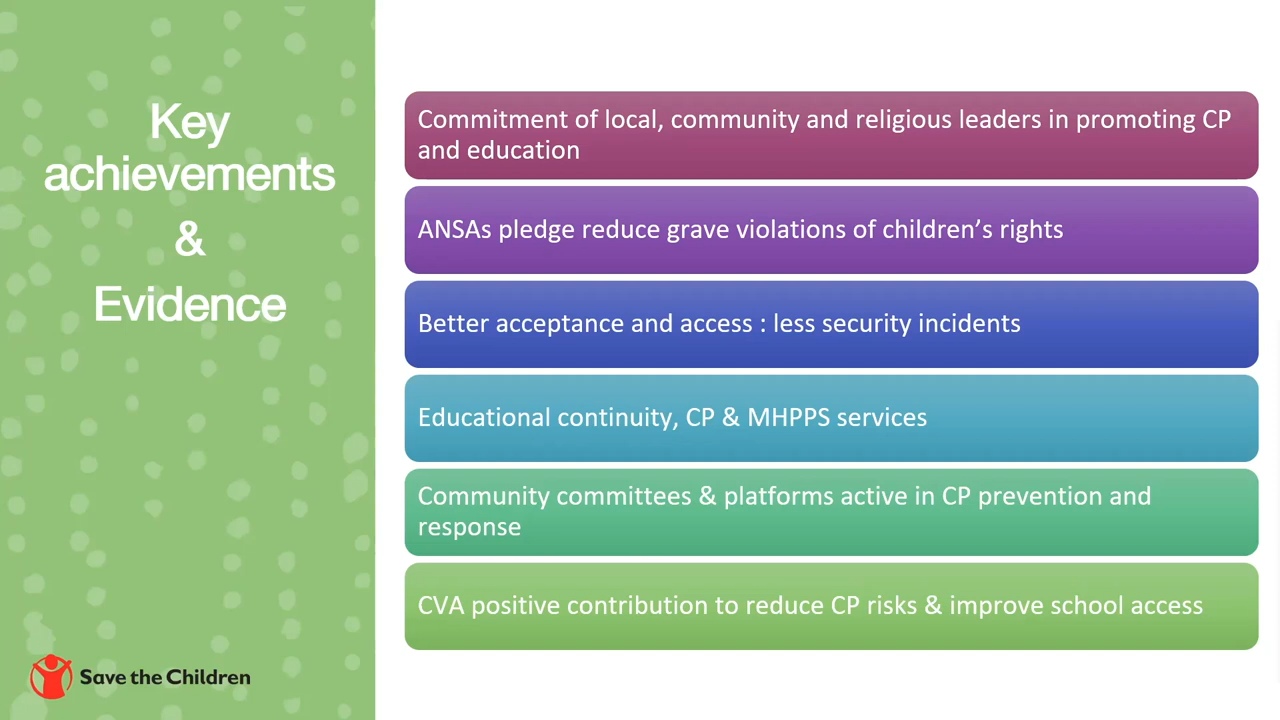 Key
achievements
&
Evidence
Commitment of local, community and religious leaders in promoting CP
and education
ANSAs pledge reduce grave violations of children’s rights
Better acceptance and access : less security incidents
Educational continuity, CP & MHPPS services
Community committees & platforms active in CP prevention and
response
CVA positive contribution to reduce CP risks & improve school access
Save the Children